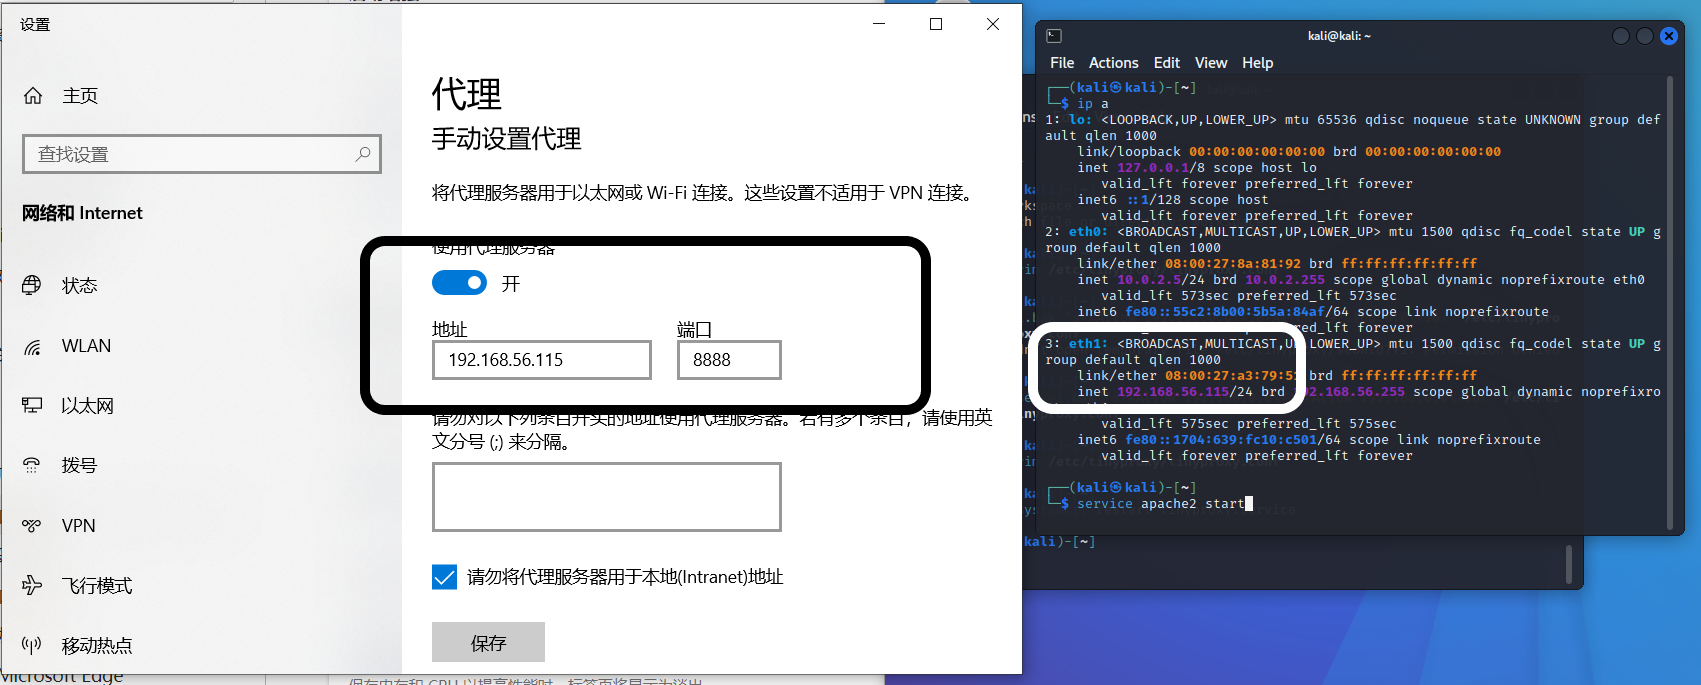 设置
主页
查找设置
网络和 Internet
状态
WLAN
以太网
拨号
VPN
飞行模式
移动热点
代理
手动设置代理
将代理服务器用于以太网或 Wi-Fi 连接。这些设置不适用于 VPN 连接。
使用代理服务器
开
地址
端口
192.168.56.115
8888
请勿对以下列条目开头的地址使用代理服务器。若有多个条目，请使用英
文分号 (;) 来分隔。
请勿将代理服务器用于本地(Intranet)地址
保存
Microsoft Edge
kali@kali: ~
File Actions Edit View Help
┌──(kali㉿kali)-[~]
└─$ ip a
1: lo: <LOOPBACK,UP,LOWER_UP> mtu 65536 qdisc noqueue state UNKNOWN group def
ault qlen 1000
link/loopback 00:00:00:00:00:00 brd 00:00:00:00:00:00
inet 127.0.0.1/8 scope host lo
valid_lft forever preferred_lft forever
inet6 ::1/128 scope host
valid_lft forever preferred_lft forever
2: eth0: <BROADCAST,MULTICAST,UP,LOWER_UP> mtu 1500 qdisc fq_codel state UP g
roup default qlen 1000
link/ether 08:00:27:8a:81:92 brd ff:ff:ff:ff:ff:ff
inet 10.0.2.5/24 brd 10.0.2.255 scope global dynamic noprefixroute eth0
valid_lft 573sec preferred_lft 573sec
inet6 fe80::55c2:8b00:5b5a:84af/64 scope link noprefixroute
valid_lft forever preferred_lft forever
3: eth1: <BROADCAST,MULTICAST,UP,LOWER_UP> mtu 1500 qdisc fq_codel state UP g
roup default qlen 1000
link/ether 08:00:27:a3:79:5 brd ff:ff:ff:ff:ff:ff
inet 192.168.56.115/24 brd 192.168.56.255 scope global dynamic noprefixro
valid_lft 575sec preferred_lft 575sec
inet6 fe80::1704:639:fc10:c501/64 scope link noprefixroute
valid_lft forever preferred_lft forever
┌──(kali㉿kali)-[~]
└─$ service apache2 start
kali)-[~]